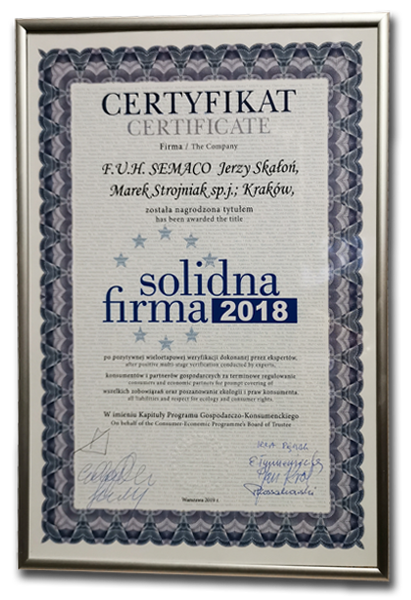 CERTYFIKAT
CERTIFICATE
Firma / The Company
F.U.H. SEMACO Jerzy Skałoń,
Marek Strojniak sp.j.; Kraków,
została nagrodzona tytułem
has been awarded the title
solidna
firma 2018
po pozytywnej wieloetapowej weryfikacji dokonanej przez ekspertów,
after positive multi-stage verification conducted by experts,
konsumentów i partnerów gospodarczych za terminowe regulowanie
consumers and economic partners for prompt covering of
wszelkich zobowiązań oraz poszanowanie ekologii i praw konsumenta.
all liabilities and respect for ecology and consumer rights.
W imieniu Kapituły Programu Gospodarczo-Konsumenckiego
On behalf of the Consumer-Economic Programme's Board of Trustee
Warszawa 2019 r.